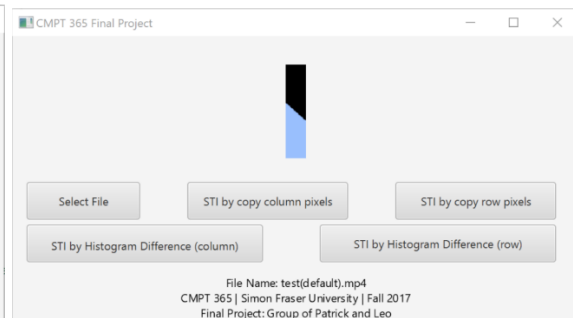 CMPT 365 Final Project
Select File
STI by copy column pixels
STI by copy row pixels
STI by Histogram Difference (column)
STI by Histogram Difference (row)
File Name: test(default).mp4
CMPT 365 | Simon Fraser University | Fall 2017
Final Project: Group of Patrick and Leo